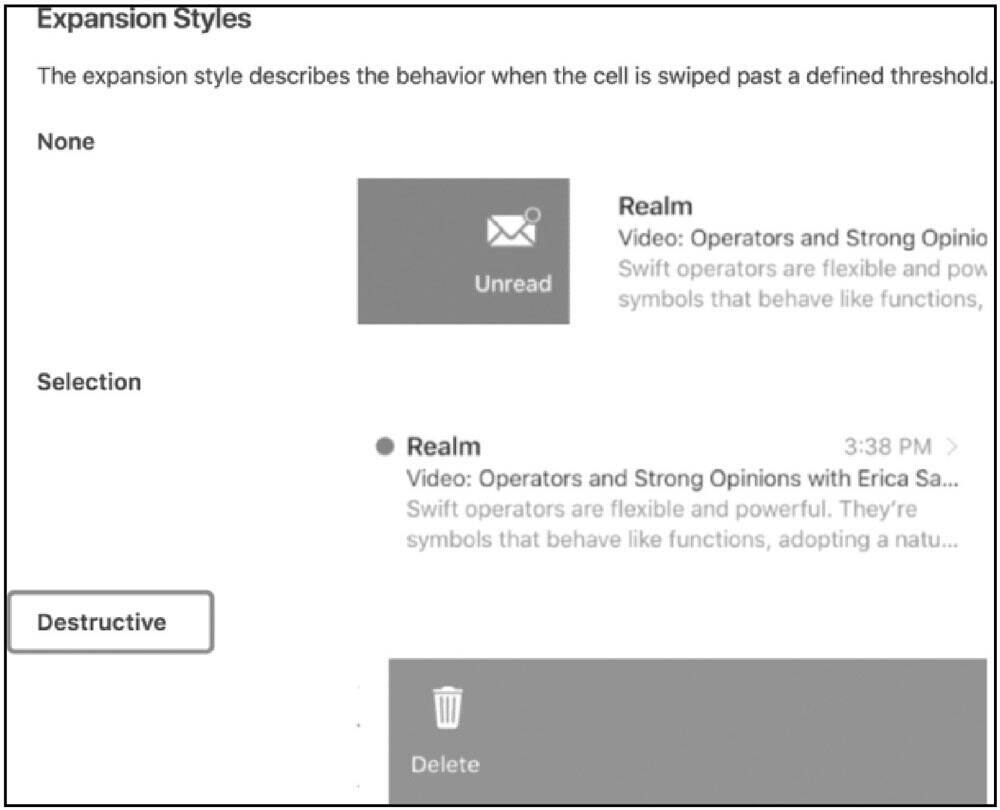 Expansion Styles
The expansion style describes the behavior when the cell is swiped past a defined threshold.
None
Unread
Realm
Video: Operators and Strong Opinio
Swift operators are flexible and pow
symbols that behave like functions,
Selection
Realm
3:38 PM
Video: Operators and Strong Opinions with Erica Sa...
Swift operators are flexible and powerful. They're
symbols that behave like functions, adopting a natu...
Destructive
Delete